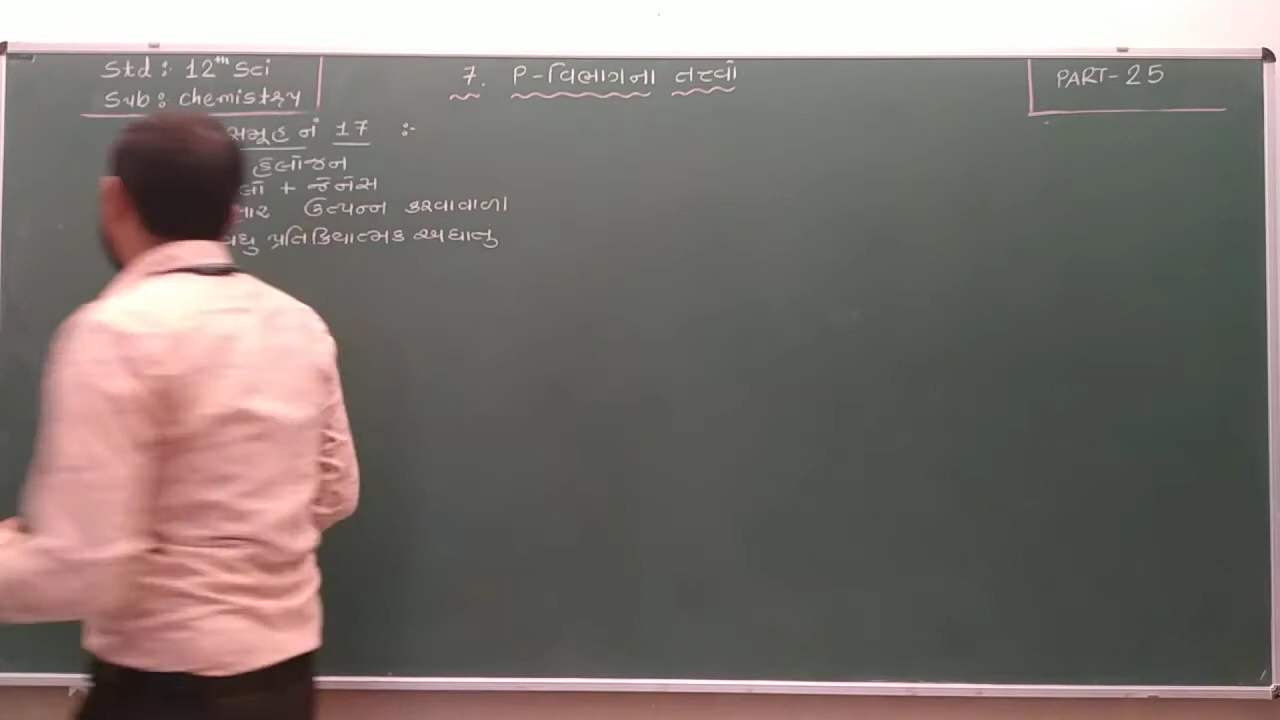 Std : 12th Sci
Sub : Chemistry
7. P-વિભાગના તત્વો
PART-25
સમૂહ નં 17 :-
હેલોજન
+ જેનેસ
ઉત્પન્ન કરવાવાળા
વધુ પ્રતિક્રિયાત્મક અધાતુ